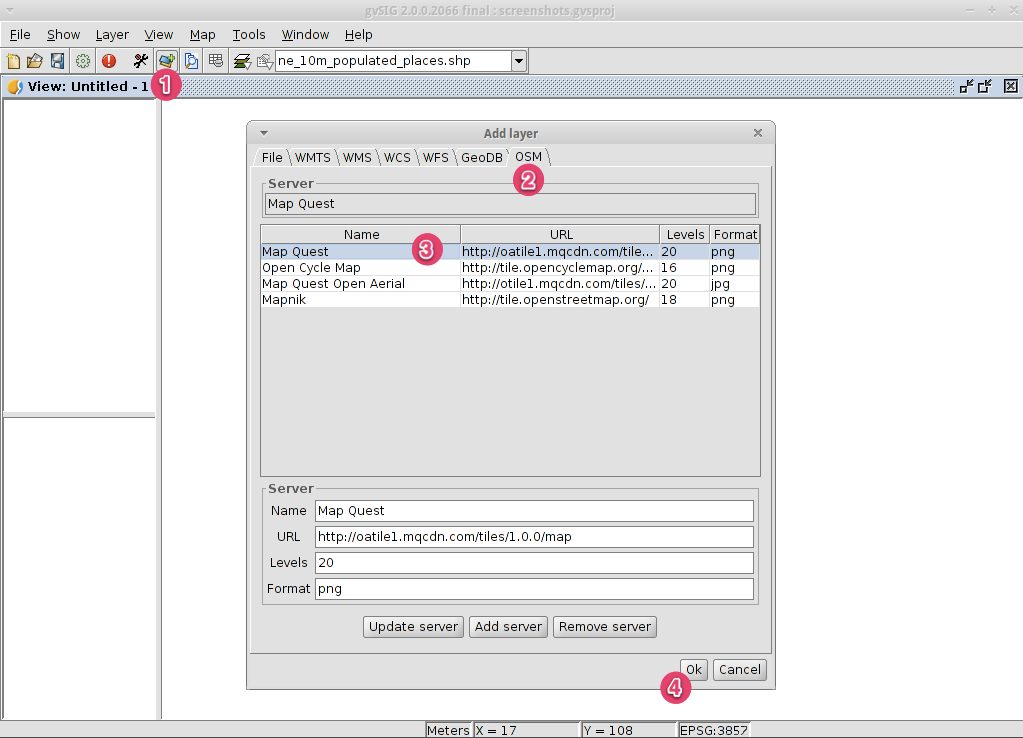 gvSIG 2.0.0.2066 final : screenshots.gvsproj
File Show Layer View Map Tools Window Help
ne_10m_populated_places.shp
View: Untitled - 1
1
Add layer
File WMTS WMS WCS WFS GeoDB OSM
2
Server
Map Quest
Name URL Levels Format
3
Map Quest http://oatile1.mqcdn.com/tile... 20 png
Open Cycle Map http://tile.opencyclemap.org/... 16 png
Map Quest Open Aerial http://otile1.mqcdn.com/tiles/... 20 jpg
Mapnik http://tile.openstreetmap.org/ 18 png
Server
Name Map Quest
URL http://oatile1.mqcdn.com/tiles/1.0.0/map
Levels 20
Format png
Update server Add server Remove server
Ok Cancel
4
Meters X = 17 Y = 108 EPSG:3857